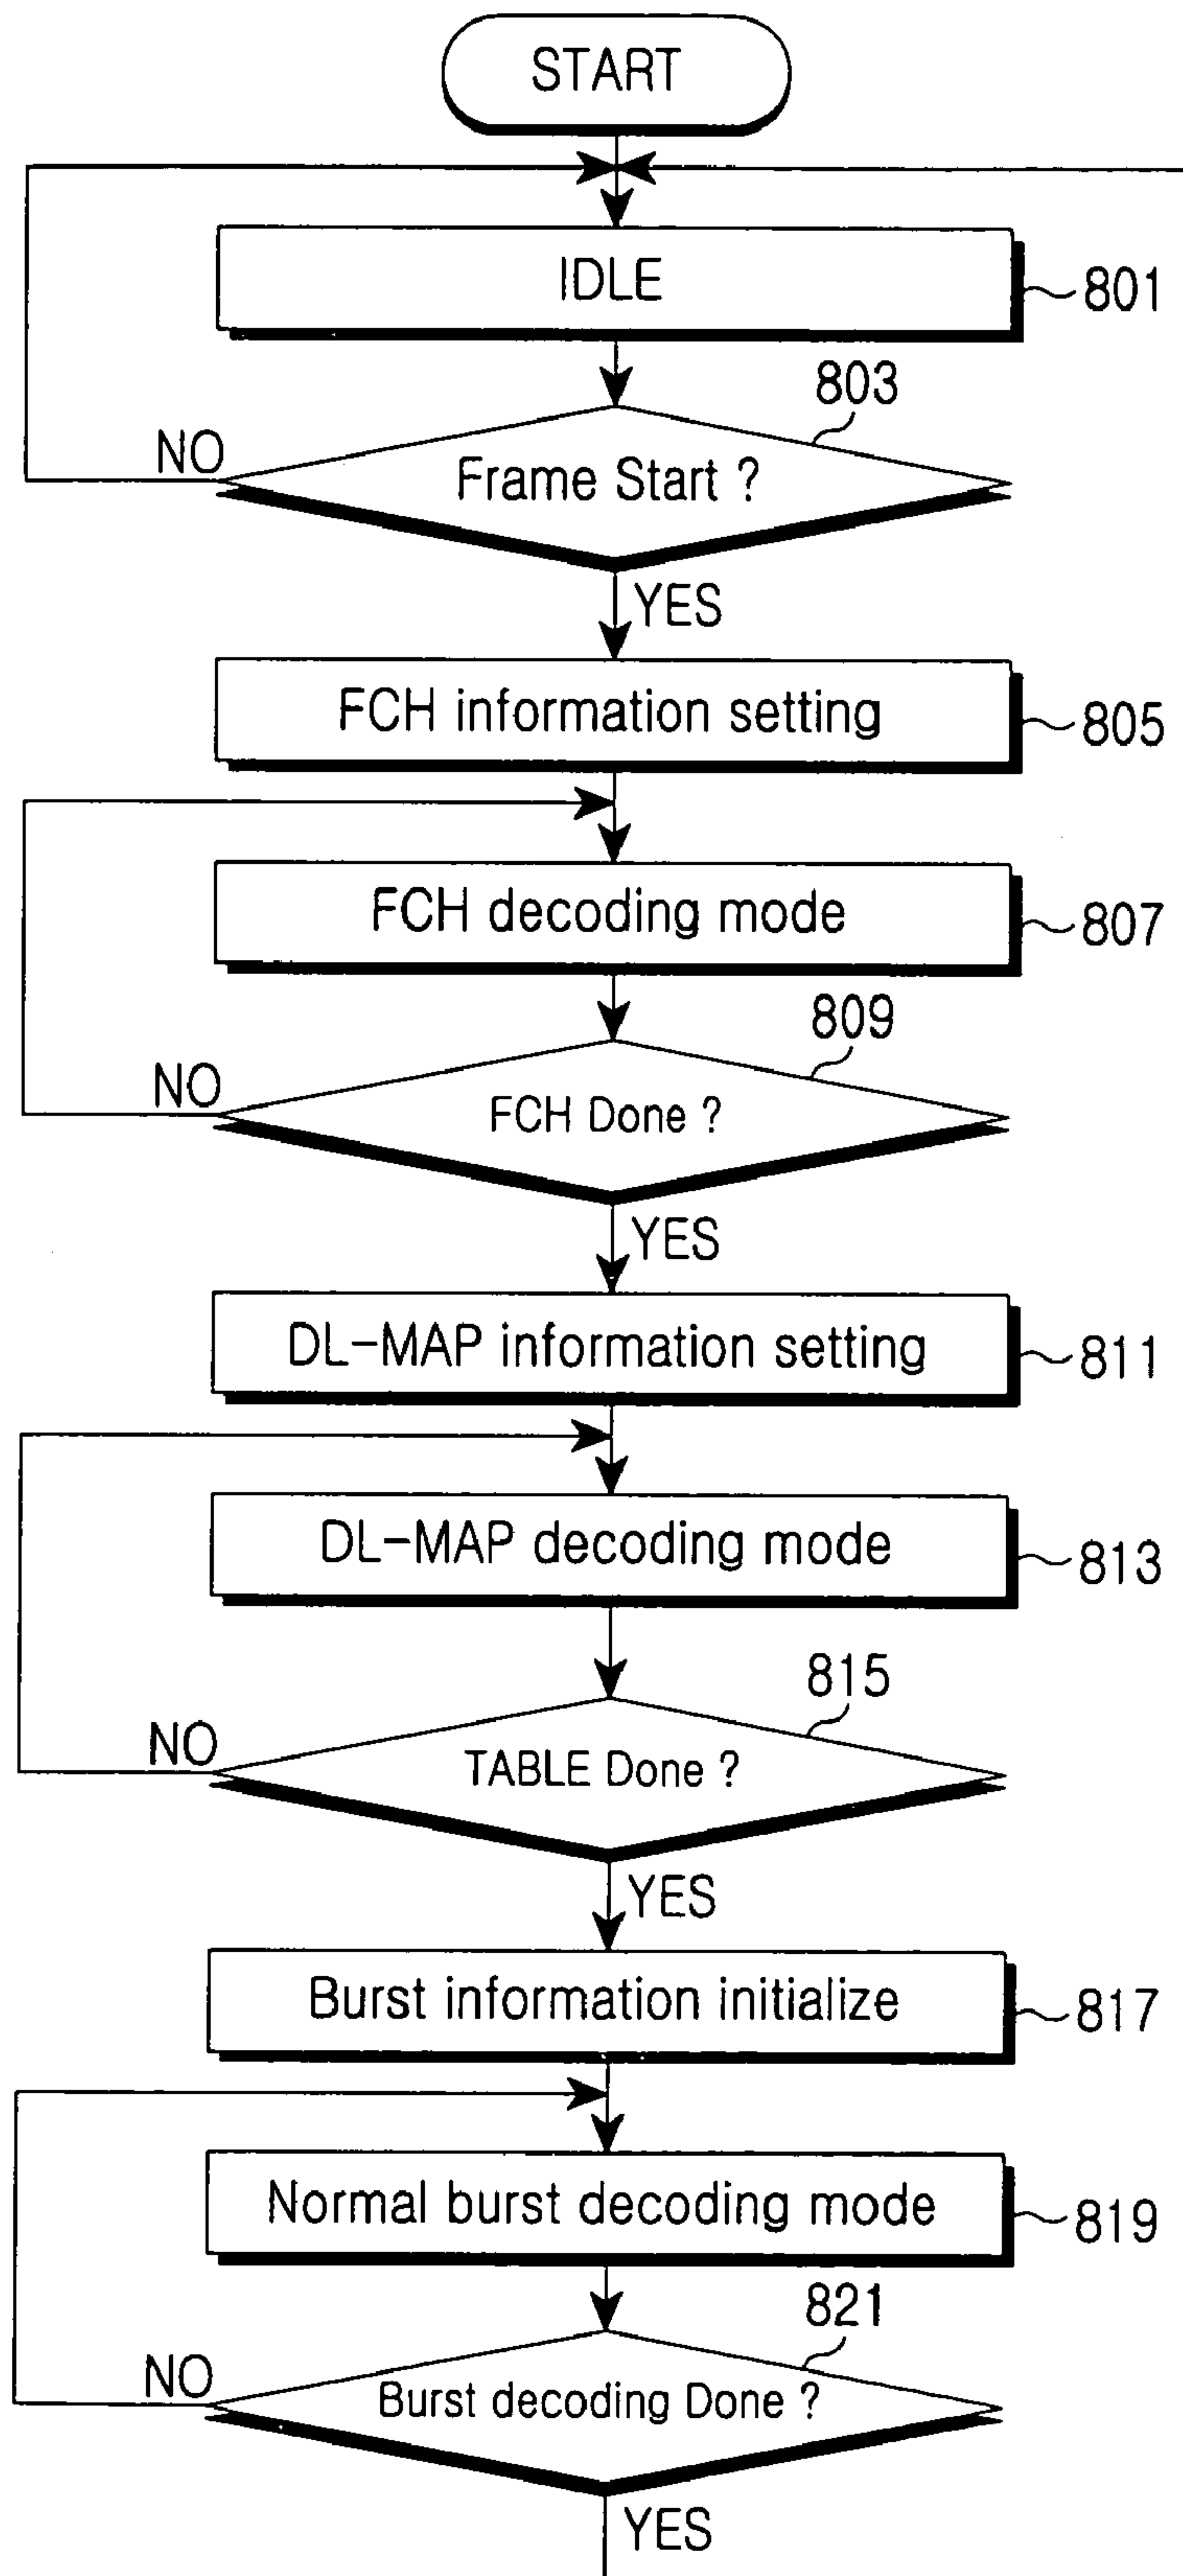 START
IDLE
801
803
NO
Frame Start ?
YES
FCH information setting
805
FCH decoding mode
807
809
NO
FCH Done ?
YES
DL-MAP information setting
811
DL-MAP decoding mode
813
815
NO
TABLE Done ?
YES
Burst information initialize
817
Normal burst decoding mode
819
821
NO
Burst decoding Done ?
YES